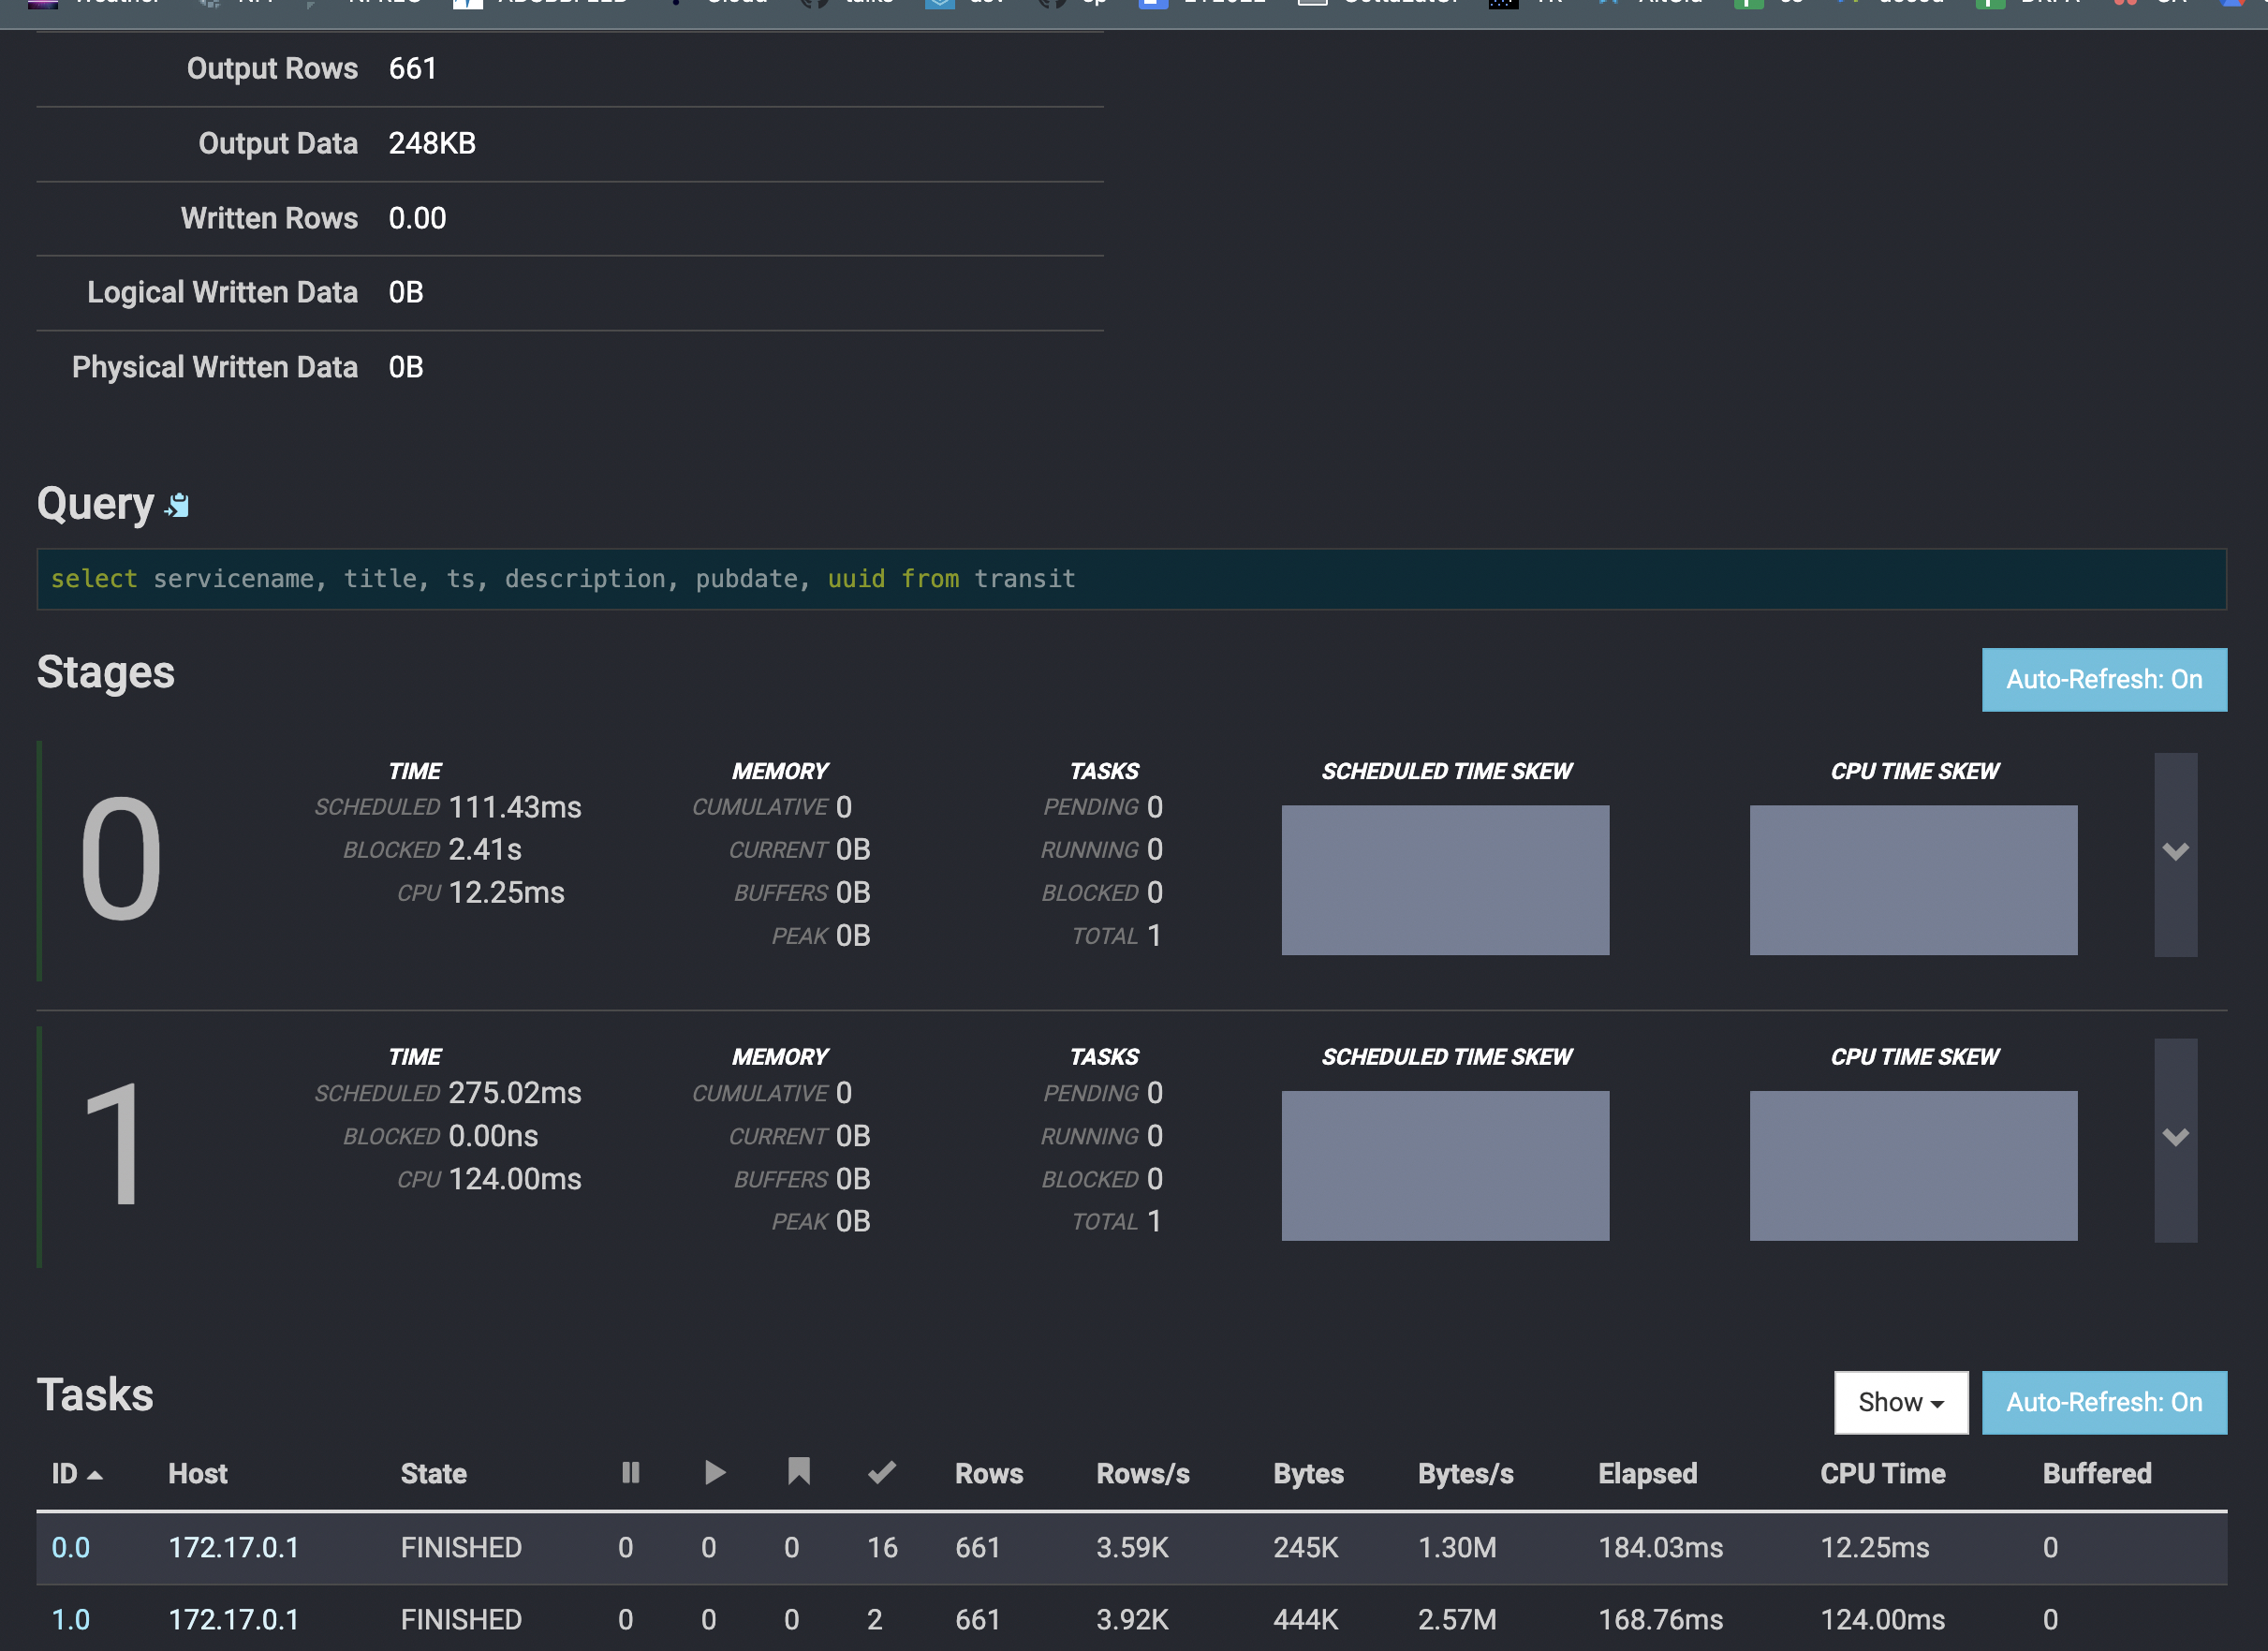 Output Rows 661
Output Data 248KB
Written Rows 0.00
Logical Written Data 0B
Physical Written Data 0B
Query
select servicename, title, ts, description, pubdate, uuid from transit
Stages
Auto-Refresh: On
0
TIME
SCHEDULED 111.43ms
BLOCKED 2.41s
CPU 12.25ms
MEMORY
CUMULATIVE 0
CURRENT 0B
BUFFERS 0B
PEAK 0B
TASKS
PENDING 0
RUNNING 0
BLOCKED 0
TOTAL 1
SCHEDULED TIME SKEW
CPU TIME SKEW
1
TIME
SCHEDULED 275.02ms
BLOCKED 0.00ns
CPU 124.00ms
MEMORY
CUMULATIVE 0
CURRENT 0B
BUFFERS 0B
PEAK 0B
TASKS
PENDING 0
RUNNING 0
BLOCKED 0
TOTAL 1
SCHEDULED TIME SKEW
CPU TIME SKEW
Tasks
Show
Auto-Refresh: On
ID Host State Rows Rows/s Bytes Bytes/s Elapsed CPU Time Buffered
0.0 172.17.0.1 FINISHED 0 0 0 16 661 3.59K 245K 1.30M 184.03ms 12.25ms 0
1.0 172.17.0.1 FINISHED 0 0 0 2 661 3.92K 444K 2.57M 168.76ms 124.00ms 0